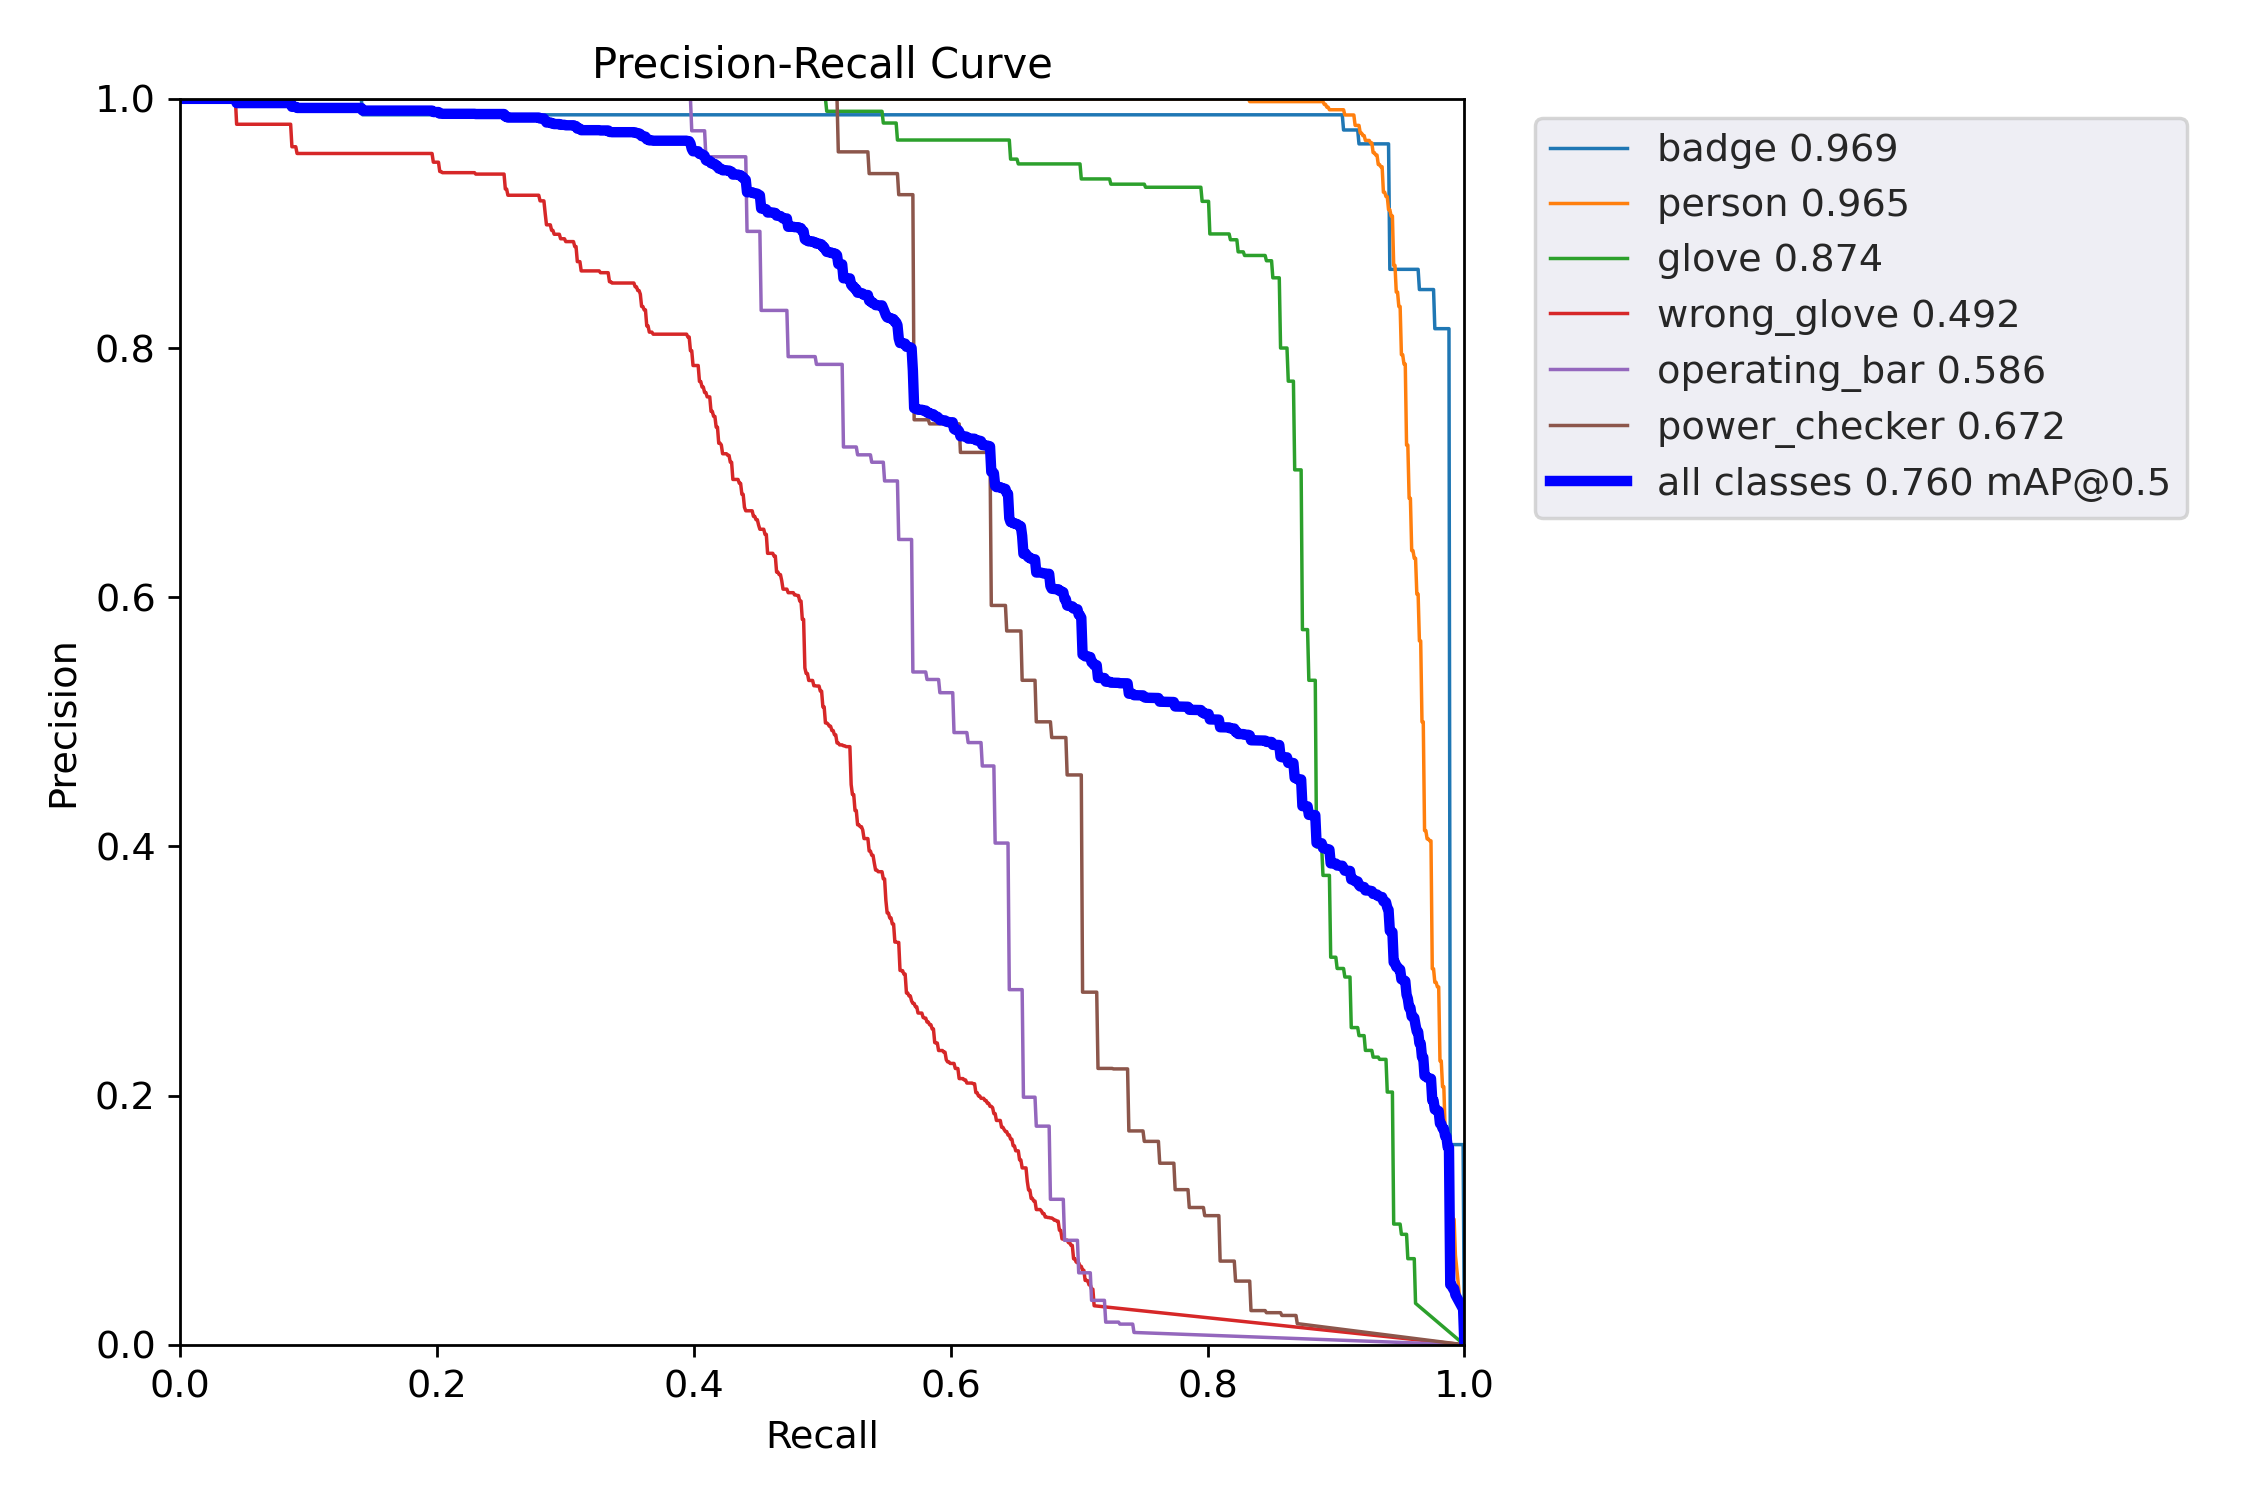 Precision-Recall Curve
1.0
0.8
0.6
0.4
0.2
0.0
Precision
0.0 0.2 0.4 0.6 0.8 1.0
Recall
badge 0.969
person 0.965
glove 0.874
wrong_glove 0.492
operating_bar 0.586
power_checker 0.672
all classes 0.760 mAP@0.5